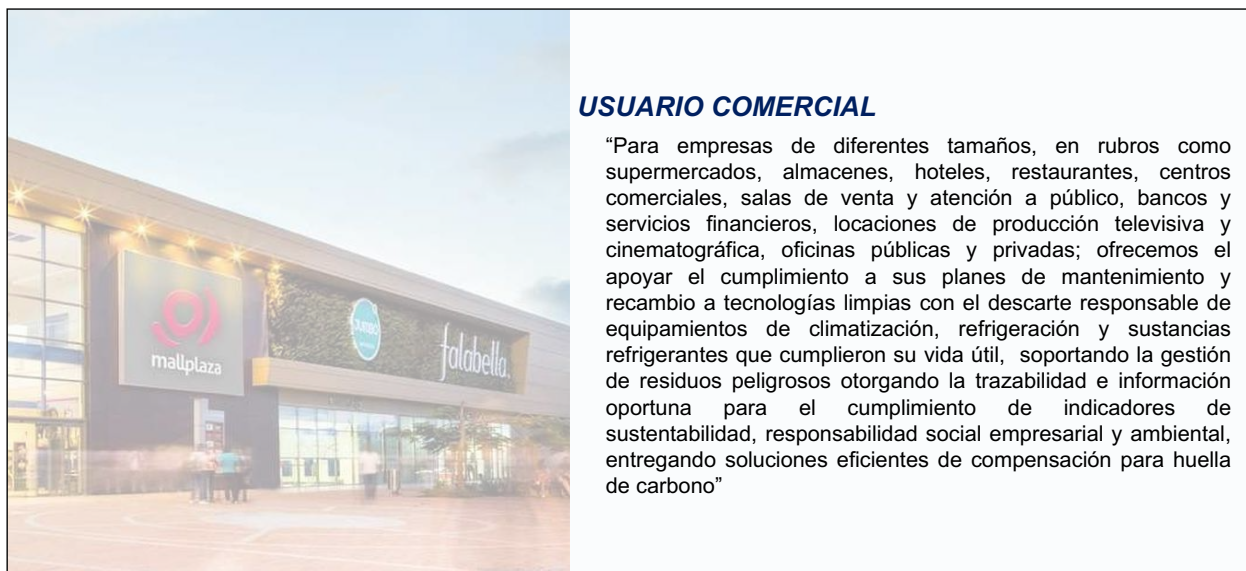 USUARIO COMERCIAL
“Para empresas de diferentes tamaños, en rubros como
supermercados, almacenes, hoteles, restaurantes, centros
comerciales, salas de venta y atención a público, bancos y
servicios financieros, locaciones de producción televisiva y
cinematográfica, oficinas públicas y privadas; ofrecemos el
apoyar el cumplimiento a sus planes de mantenimiento y
recambio a tecnologías limpias con el descarte responsable de
equipamientos de climatización, refrigeración y sustancias
refrigerantes que cumplieron su vida útil, soportando la gestión
de residuos peligrosos otorgando la trazabilidad e información
oportuna para el cumplimiento de indicadores de
sustentabilidad, responsabilidad social empresarial y ambiental,
entregando soluciones eficientes de compensación para huella
de carbono”
mallplaza
JUMBO
falabella.